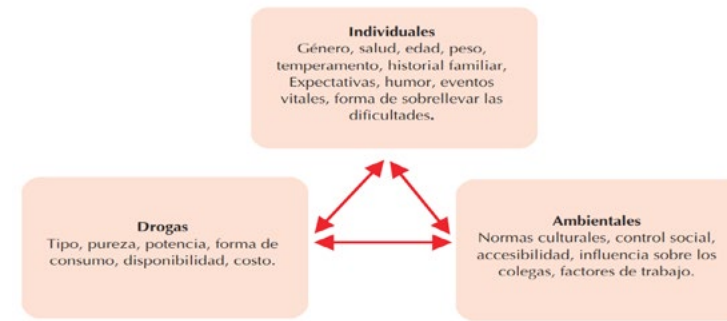 Individuales
Género, salud, edad, peso,
temperamento, historial familiar,
Expectativas, humor, eventos
vitales, forma de sobrellevar las
dificultades.
Drogas
Tipo, pureza, potencia, forma de
consumo, disponibilidad, costo.
Ambientales
Normas culturales, control social,
accesibilidad, influencia sobre los
colegas, factores de trabajo.